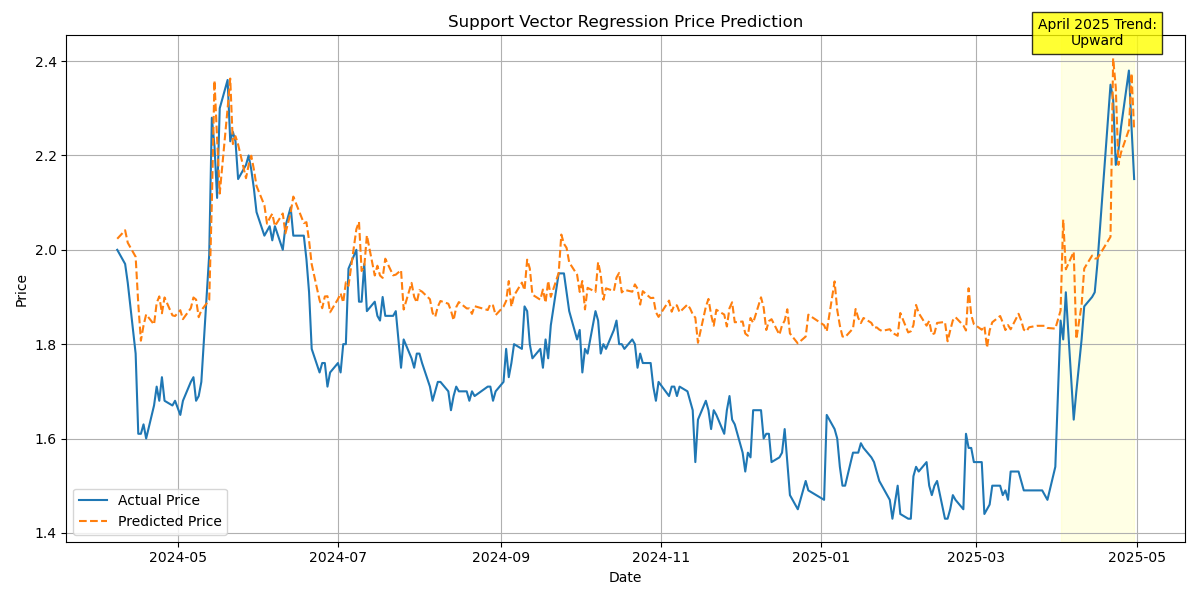 Support Vector Regression Price Prediction
April 2025 Trend:
Upward
Price
2.4
2.2
2.0
1.8
1.6
1.4
Actual Price
Predicted Price
2024-05
2024-07
2024-09
2024-11
2025-01
2025-03
2025-05
Date